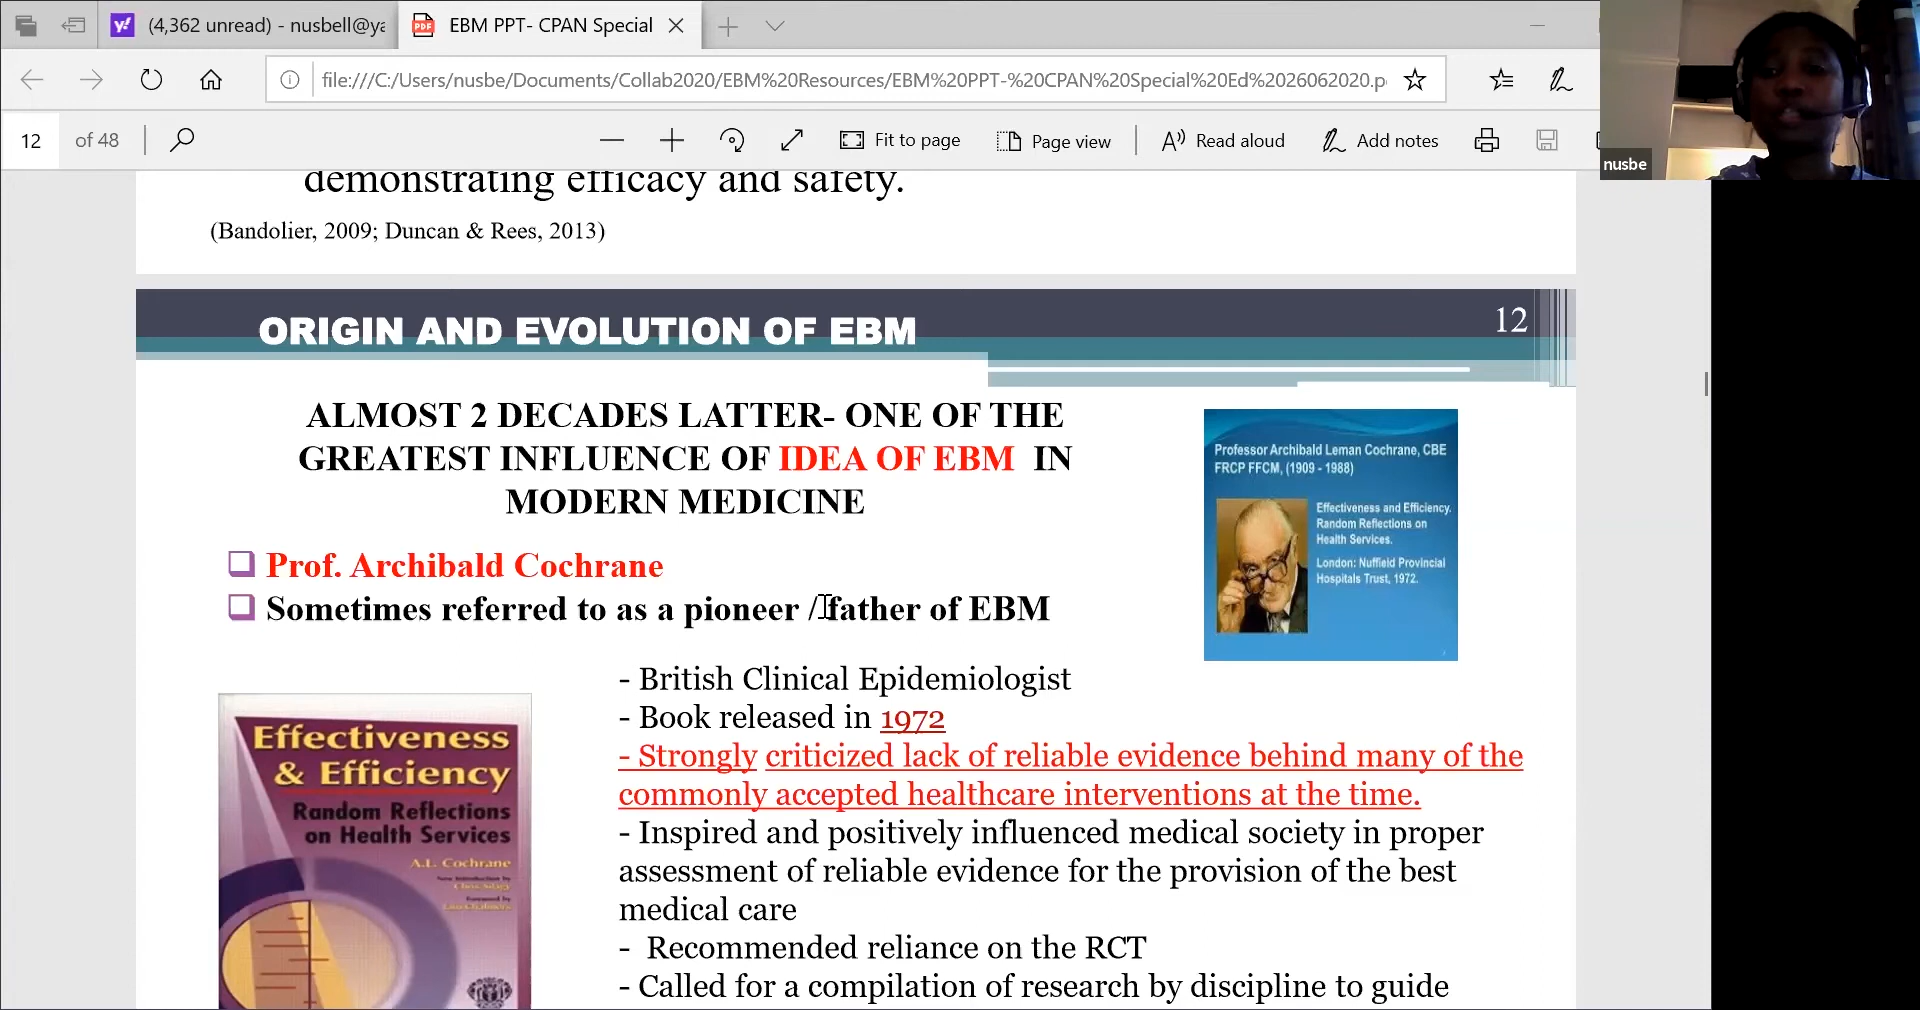 (4,362 unread) - nusbell@ya
EBM PPT- CPAN Special
file:///C:/Users/nusbe/Documents/Collab2020/EBM%20Resources/EBM%20PPT-%20CPAN%20Special%20Ed%2026062020.p
12 of 48
Fit to page
Page view
Read aloud
Add notes
nusbe
demonstrating efficacy and safety.
(Bandolier, 2009; Duncan & Rees, 2013)
ORIGIN AND EVOLUTION OF EBM
12
ALMOST 2 DECADES LATTER- ONE OF THE
GREATEST INFLUENCE OF IDEA OF EBM IN
MODERN MEDICINE
Professor Archibald Leman Cochrane, CBE
FRCP FFCM, (1909 - 1988)
Effectiveness and Efficiency.
Random Reflections on
Health Services.
London: Nuffield Provincial
Hospitals Trust, 1972.
Prof. Archibald Cochrane
Sometimes referred to as a pioneer / father of EBM
- British Clinical Epidemiologist
- Book released in 1972
- Strongly criticized lack of reliable evidence behind many of the
commonly accepted healthcare interventions at the time.
- Inspired and positively influenced medical society in proper
assessment of reliable evidence for the provision of the best
medical care
- Recommended reliance on the RCT
- Called for a compilation of research by discipline to guide
Effectiveness
& Efficiency
Random Reflections
on Health Services
A.L. Cochrane
New introduction by
Chris Silagy
Foreword by